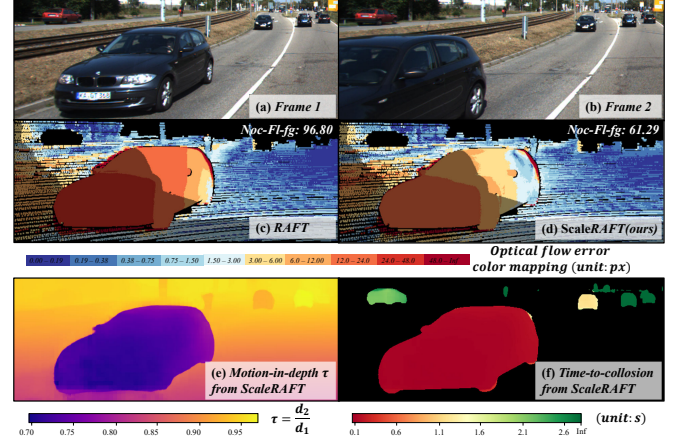 (a) Frame 1
(b) Frame 2
Noc-Fl-fg: 96.80
Noc-Fl-fg: 61.29
(c) RAFT
(d) ScaleRAFT(ours)
0.00 – 0.19 0.19 – 0.38 0.38 – 0.75 0.75 – 1.50 1.50 – 3.00 3.00 – 6.00 6.0 – 12.00 12.0 – 24.0 24.0 – 48.0 48.0 – Inf
Optical flow error
color mapping (unit: px)
(e) Motion-in-depth τ
from ScaleRAFT
(f) Time-to-collosion
from ScaleRAFT
0.70 0.75 0.80 0.85 0.90 0.95
τ = d2/d1
0.1 0.6 1.1 1.6 2.1 2.6 Inf
(unit: s)